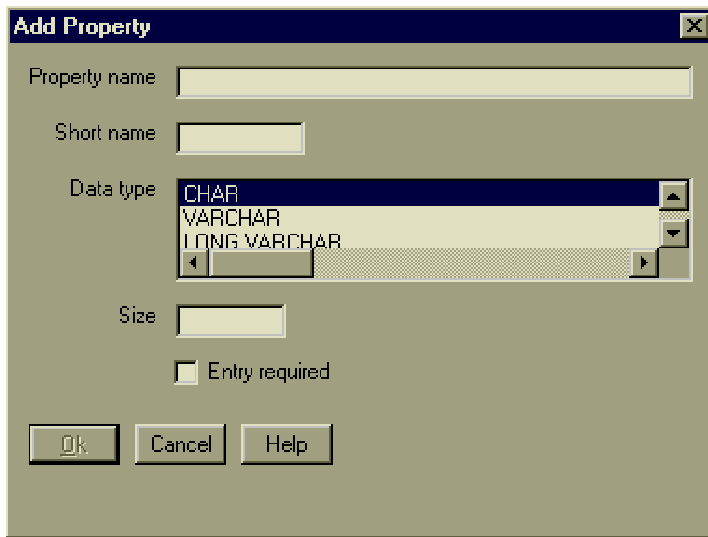 Add Property
Property name
Short name
Data type
CHAR
VARCHAR
LONG VARCHAR
Size
Entry required
Ok
Cancel
Help